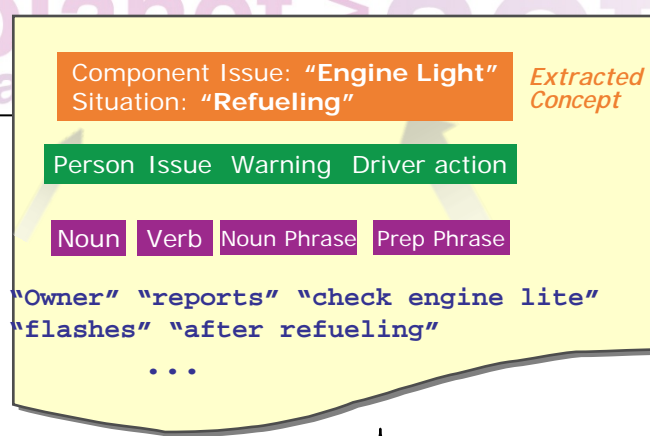 Component Issue: “Engine Light”
Situation: “Refueling”
Extracted
Concept
Person Issue Warning Driver action
Noun Verb Noun Phrase Prep Phrase
“Owner” “reports” “check engine lite”
“flashes” “after refueling”
...